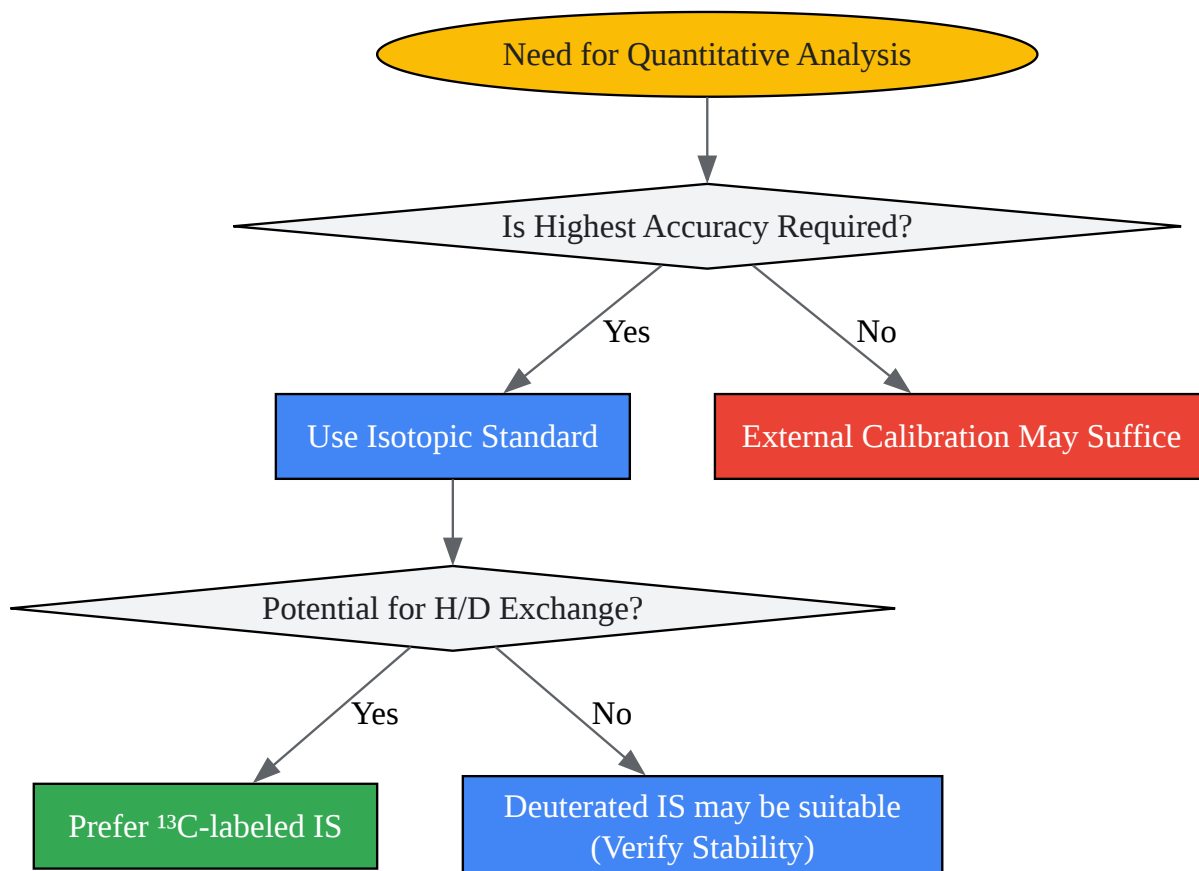 Need for Quantitative Analysis
Is Highest Accuracy Required?
Yes
No
Use Isotopic Standard
External Calibration May Suffice
Potential for H/D Exchange?
Yes
No
Prefer ¹³C-labeled IS
Deuterated IS may be suitable
(Verify Stability)